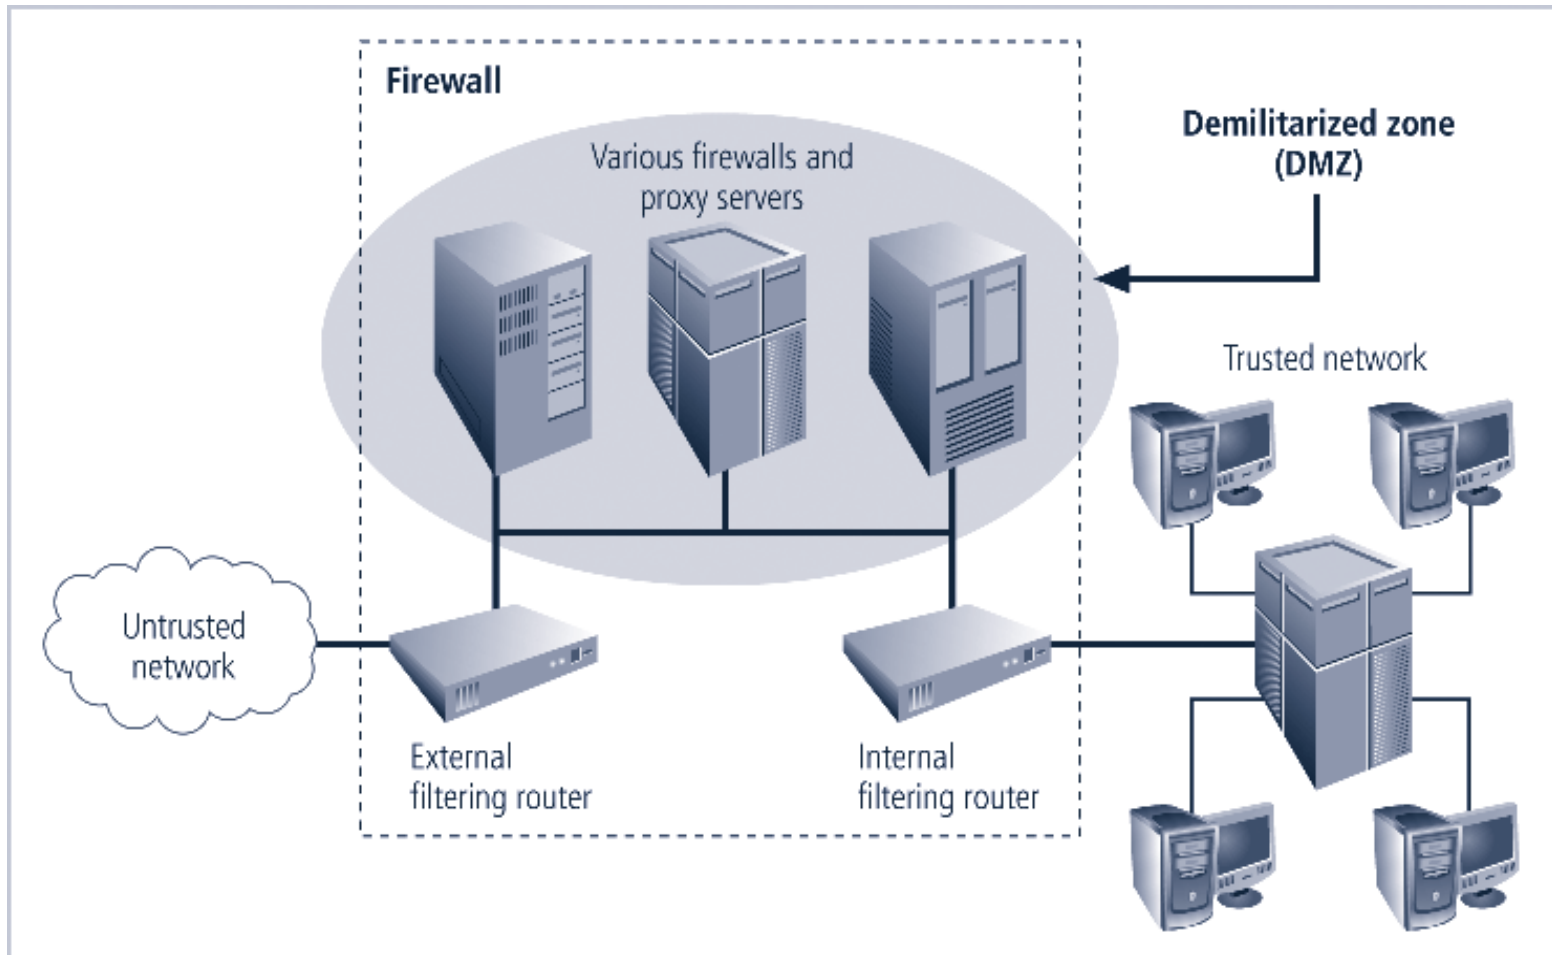 Firewall
Various firewalls and
proxy servers
Demilitarized zone
(DMZ)
Trusted network
Untrusted
network
External
filtering router
Internal
filtering router